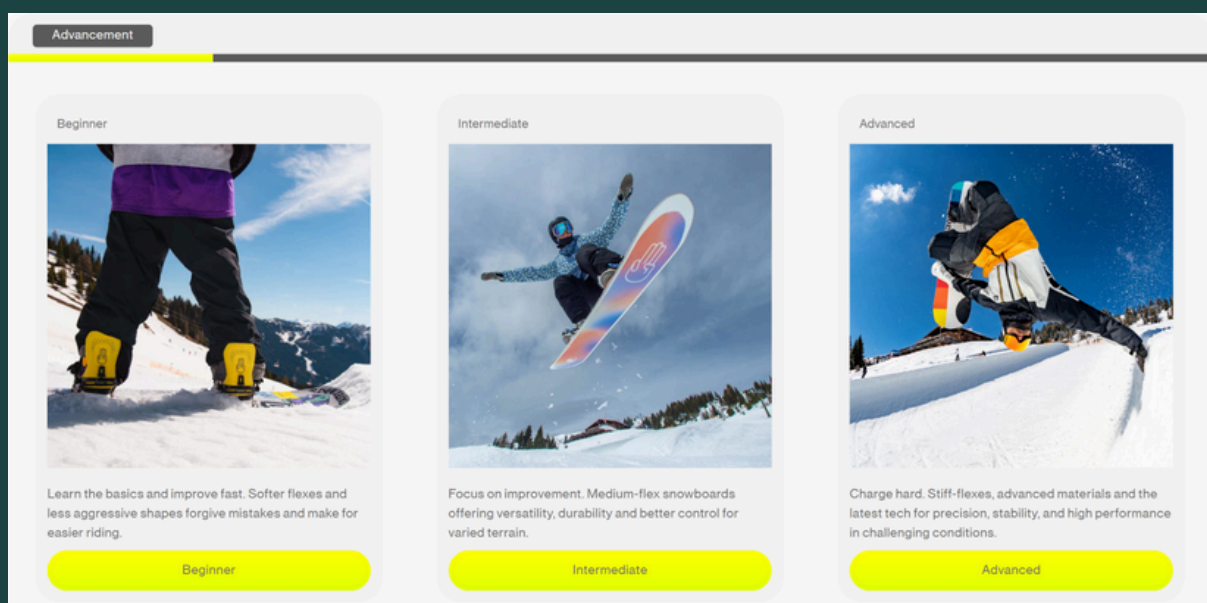 Advancement
Beginner
Learn the basics and improve fast. Softer flexes and
less aggressive shapes forgive mistakes and make for
easier riding.
Beginner
Intermediate
Focus on improvement. Medium-flex snowboards
offering versatility, durability and better control for
varied terrain.
Intermediate
Advanced
Charge hard. Stiff-flexes, advanced materials and the
latest tech for precision, stability, and high performance
in challenging conditions.
Advanced